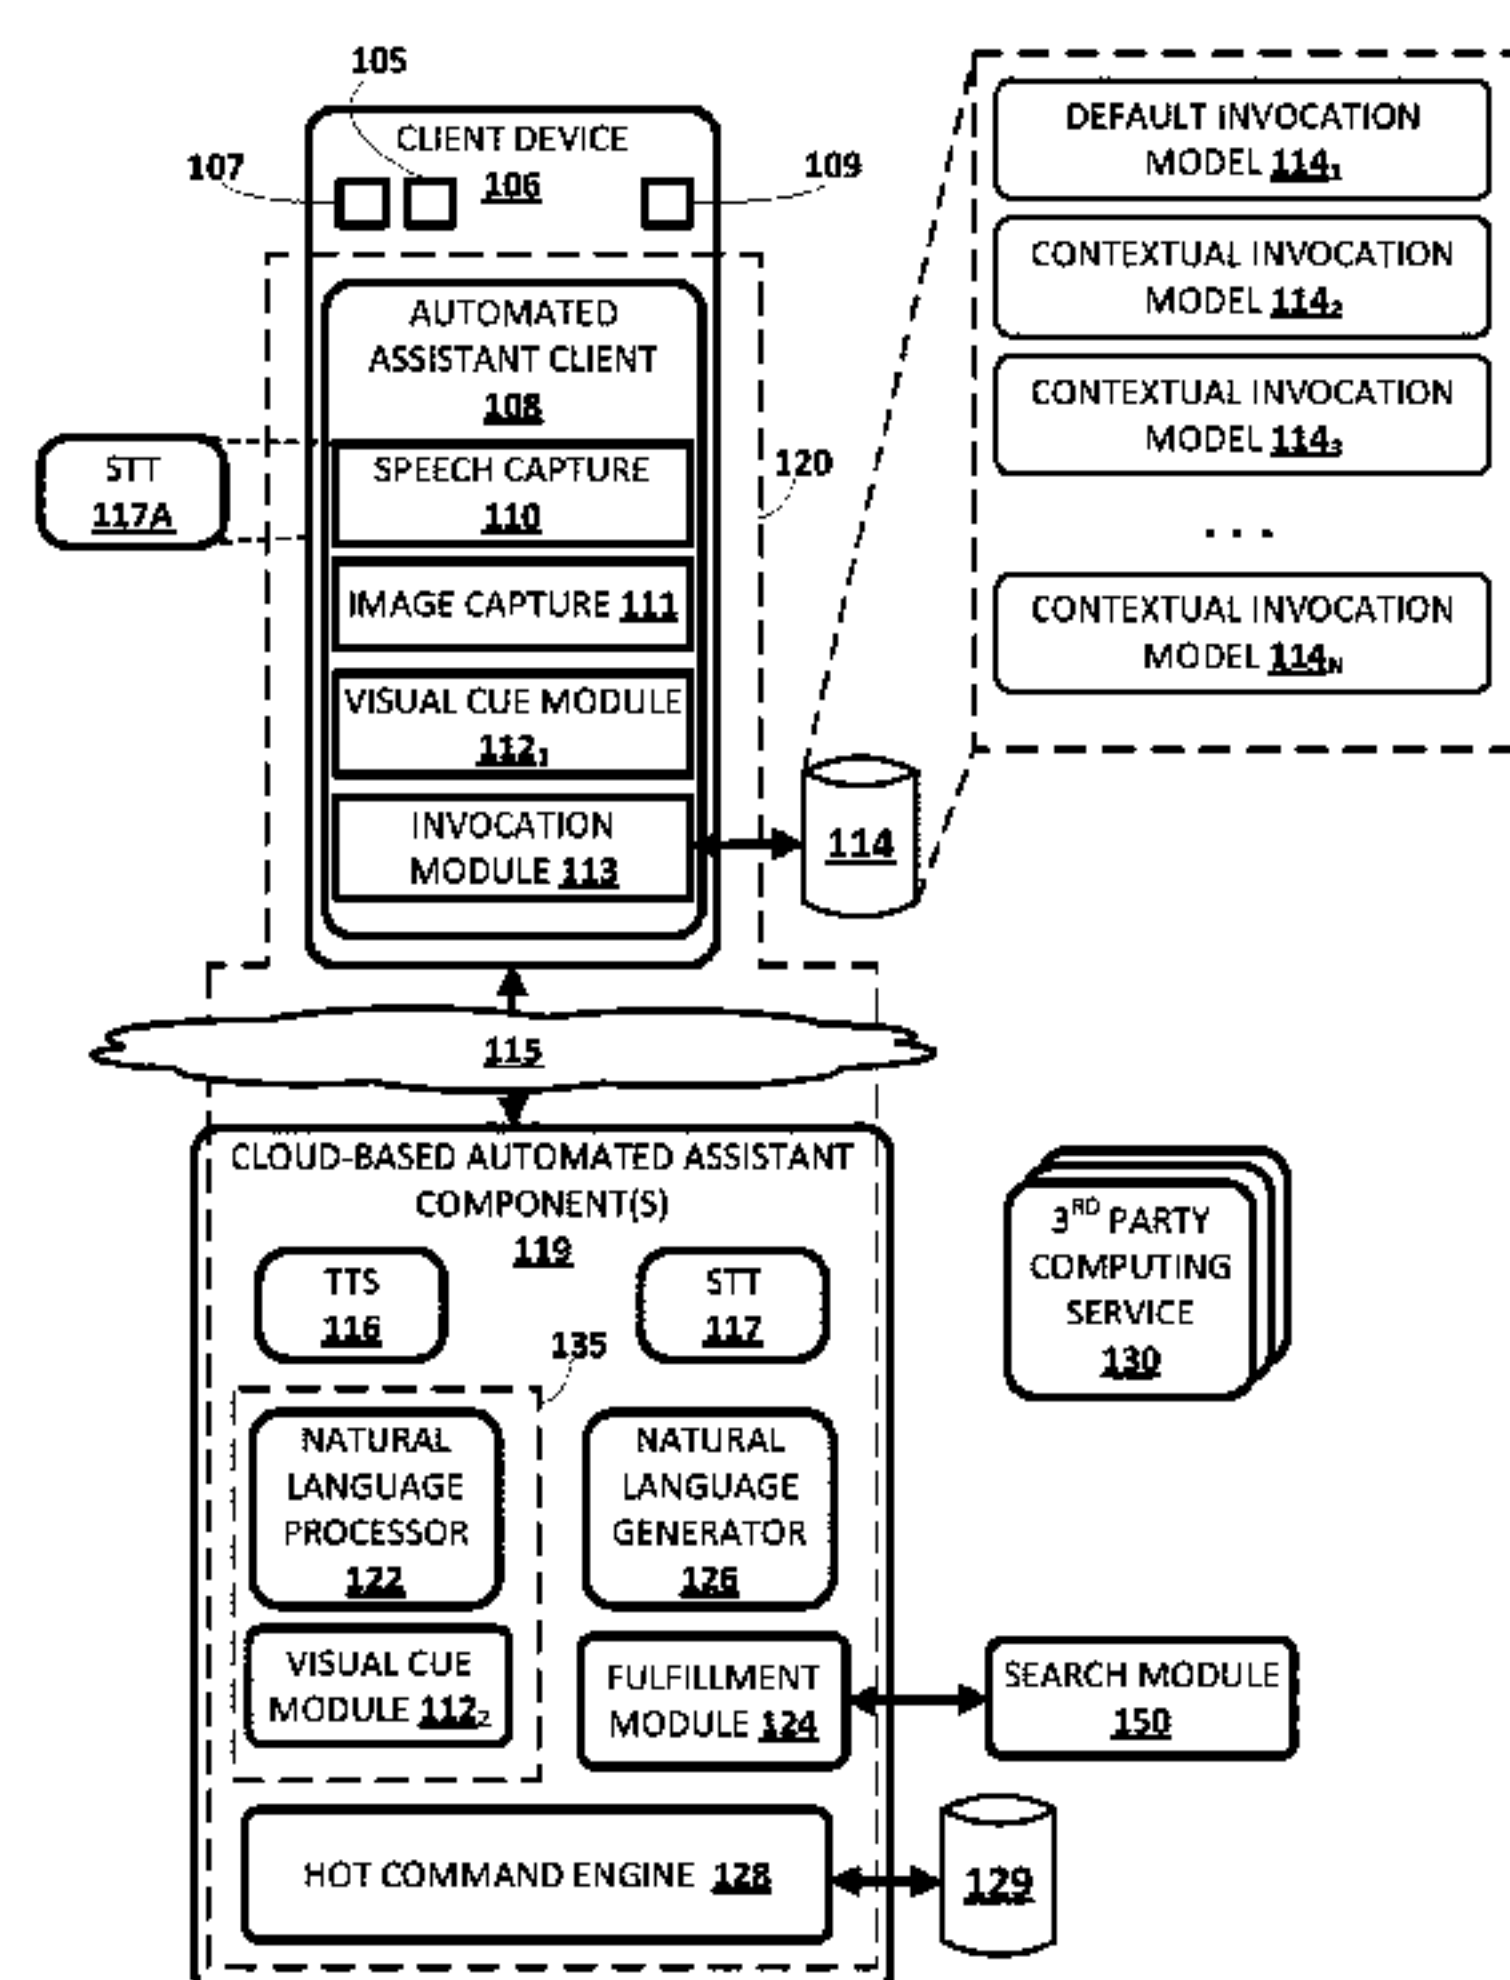 105
CLIENT DEVICE
106
107
109
AUTOMATED
ASSISTANT CLIENT
108
SPEECH CAPTURE
110
STT
117A
120
IMAGE CAPTURE 111
VISUAL CUE MODULE
112₁
INVOCATION
MODULE 113
114
DEFAULT INVOCATION
MODEL 114₁
CONTEXTUAL INVOCATION
MODEL 114₂
CONTEXTUAL INVOCATION
MODEL 114₃
. . .
CONTEXTUAL INVOCATION
MODEL 114N
115
CLOUD-BASED AUTOMATED ASSISTANT
COMPONENT(S)
119
TTS
116
STT
117
135
NATURAL
LANGUAGE
PROCESSOR
122
NATURAL
LANGUAGE
GENERATOR
126
VISUAL CUE
MODULE 112₂
FULFILLMENT
MODULE 124
HOT COMMAND ENGINE 128
3RD PARTY
COMPUTING
SERVICE
130
SEARCH MODULE
150
129